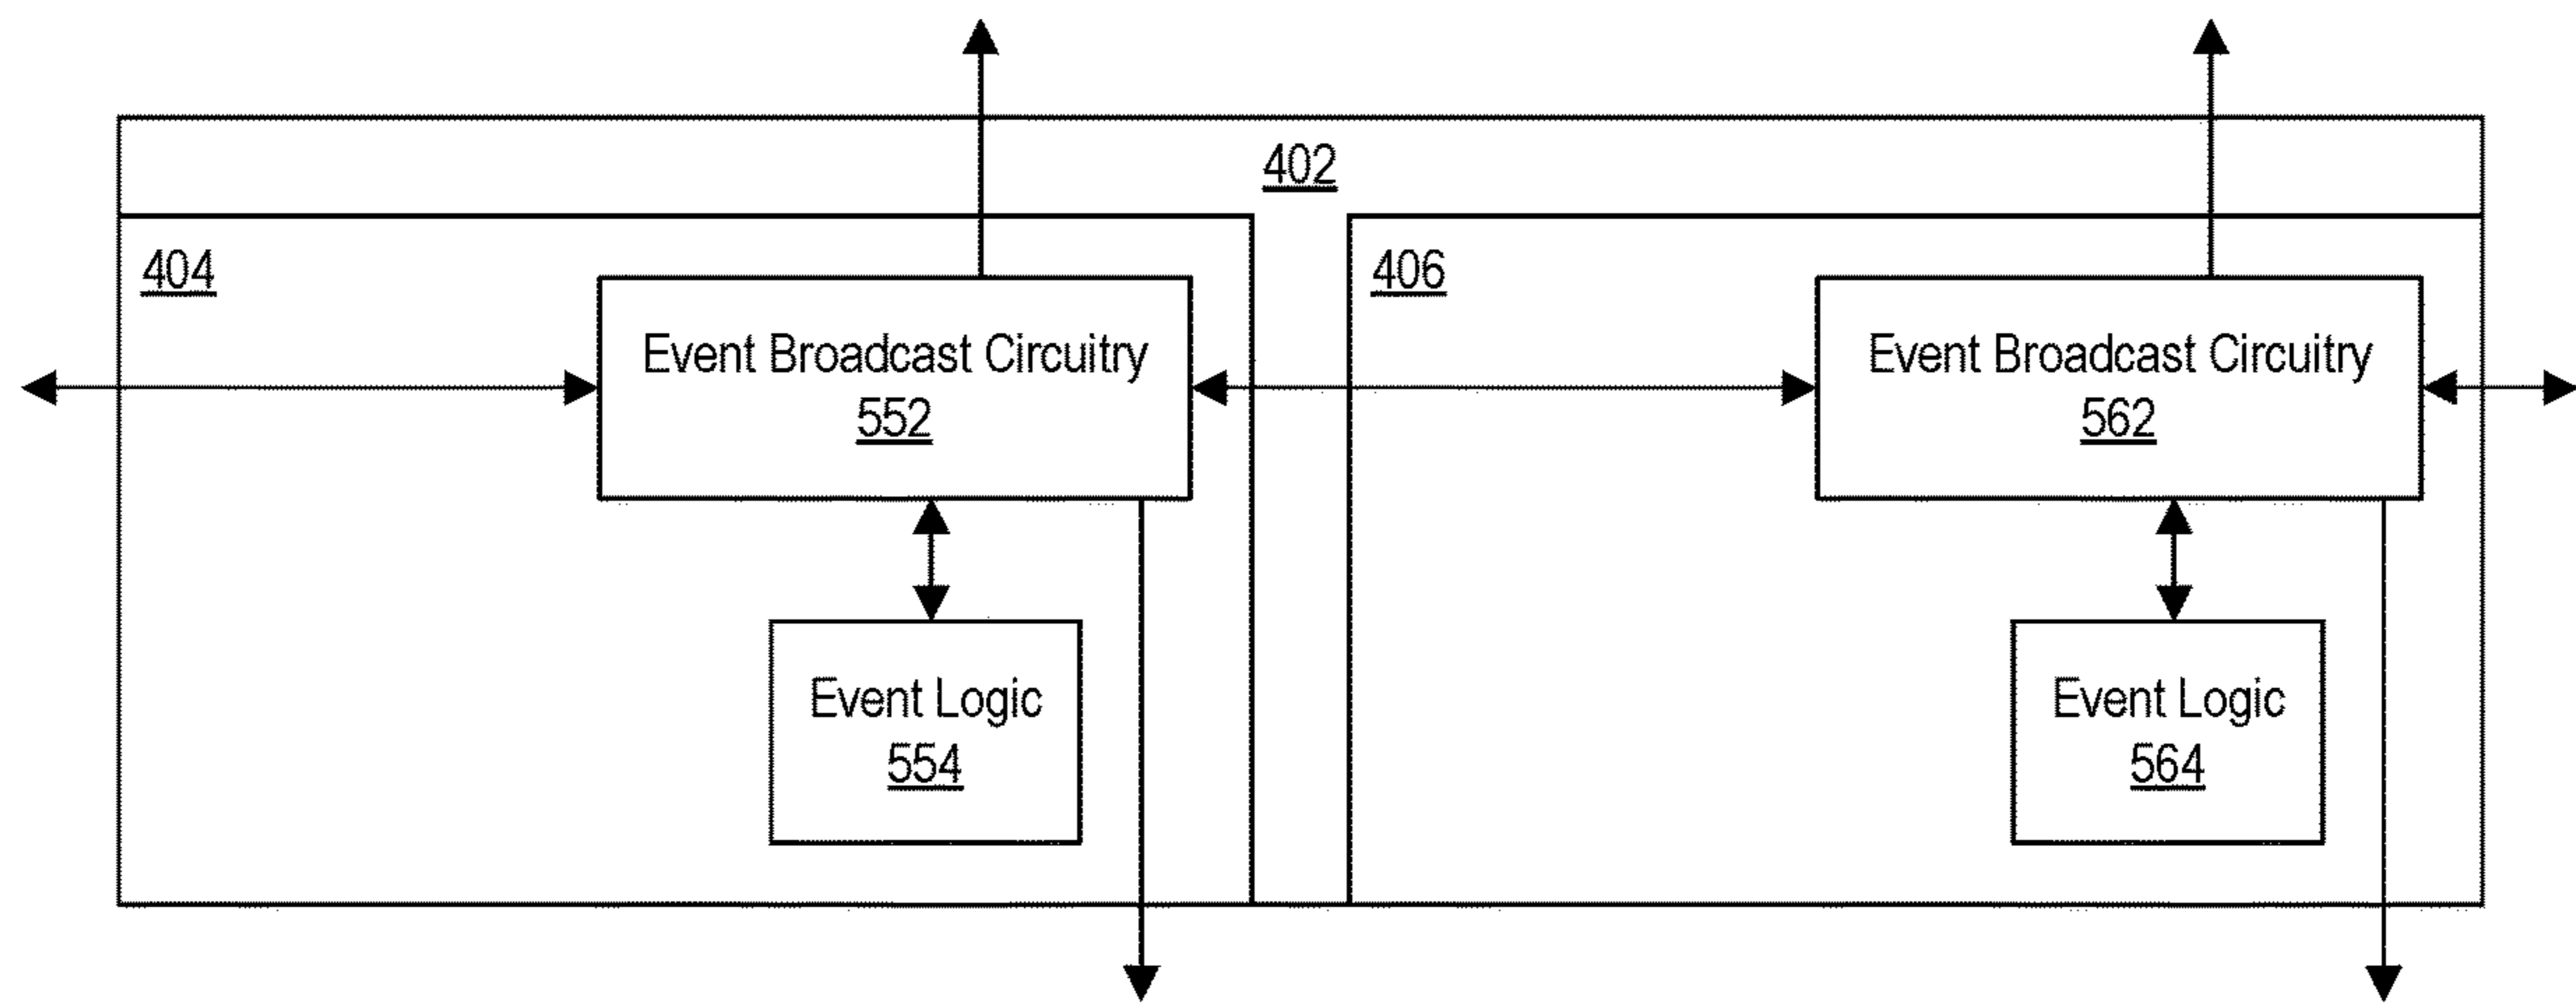 402
404
406
Event Broadcast Circuitry
552
Event Broadcast Circuitry
562
Event Logic
554
Event Logic
564